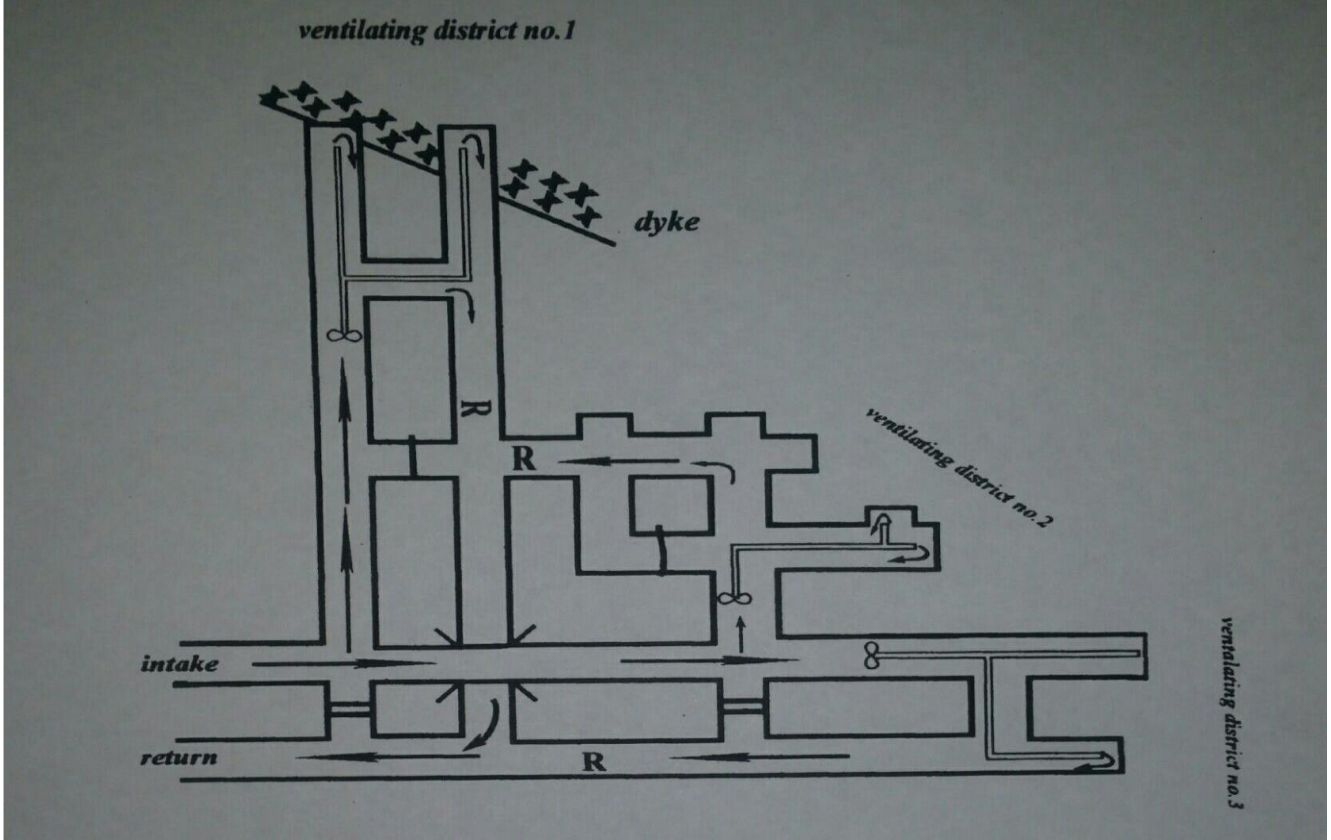 ventilating district no.1
dyke
R
R
ventilating district no.2
intake
return
R
ventalating district no.3